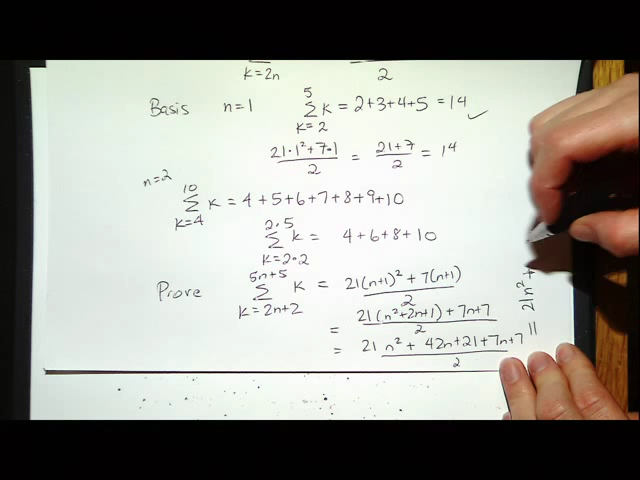 k=2n 2
Basis n=1 5 ∑ k=2 k = 2+3+4+5 = 14 ✓
21·1²+7·1 / 2 = 21+7 / 2 = 14
n=2 10 ∑ k=4 k = 4+5+6+7+8+9+10
2·5 ∑ k=2·2 k = 4+6+8+10
Prove 5n+5 ∑ k=2n+2 k = 21(n+1)² + 7(n+1) / 2
= 21(n²+2n+1) + 7n+7 / 2
= 21n² + 42n+21+7n+7 / 2
= 21n²+